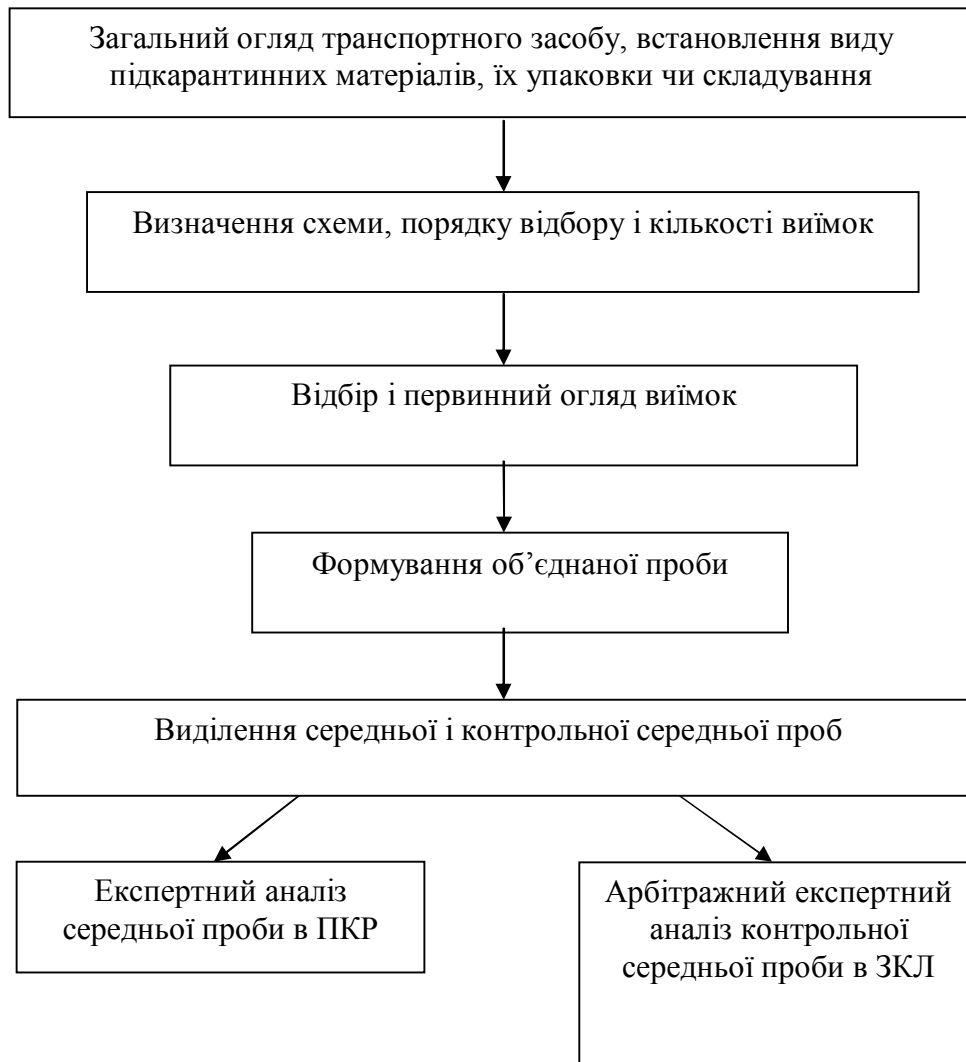 Загальний огляд транспортного засобу, встановлення виду
підкарантинних матеріалів, їх упаковки чи складування
Визначення схеми, порядку відбору і кількості виїмок
Відбір і первинний огляд виїмок
Формування об’єднаної проби
Виділення середньої і контрольної середньої проб
Експертний аналіз
середньої проби в ПКР
Арбітражний експертний
аналіз контрольної
середньої проби в ЗКЛ